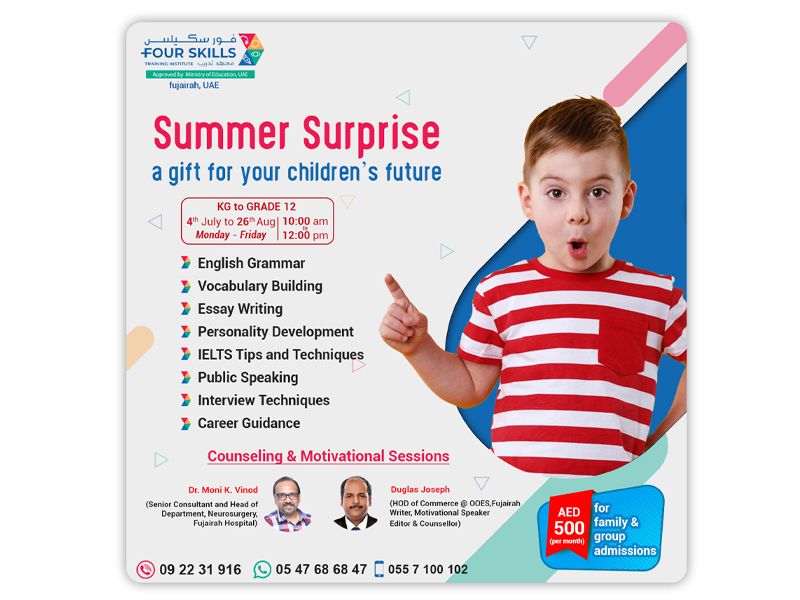 فور سكيلس
FOUR SKILLS
TRAINING INSTITUTE معهد تدريب
Approved by Ministry of Education, UAE
fujairah, UAE
Summer Surprise
a gift for your children's future
KG to GRADE 12
4th July to 26th Aug 10:00 am
to
Monday - Friday 12:00 pm
English Grammar
Vocabulary Building
Essay Writing
Personality Development
IELTS Tips and Techniques
Public Speaking
Interview Techniques
Career Guidance
Counseling & Motivational Sessions
Dr. Moni K. Vinod
(Senior Consultant and Head of
Department, Neurosurgery,
Fujairah Hospital)
Duglas Joseph
(HOD of Commerce @ OOES,Fujairah
Writer, Motivational Speaker
Editor & Counsellor)
AED
500
(per month)
for
family &
group
admissions
09 22 31 916 05 47 68 68 47 055 7 100 102